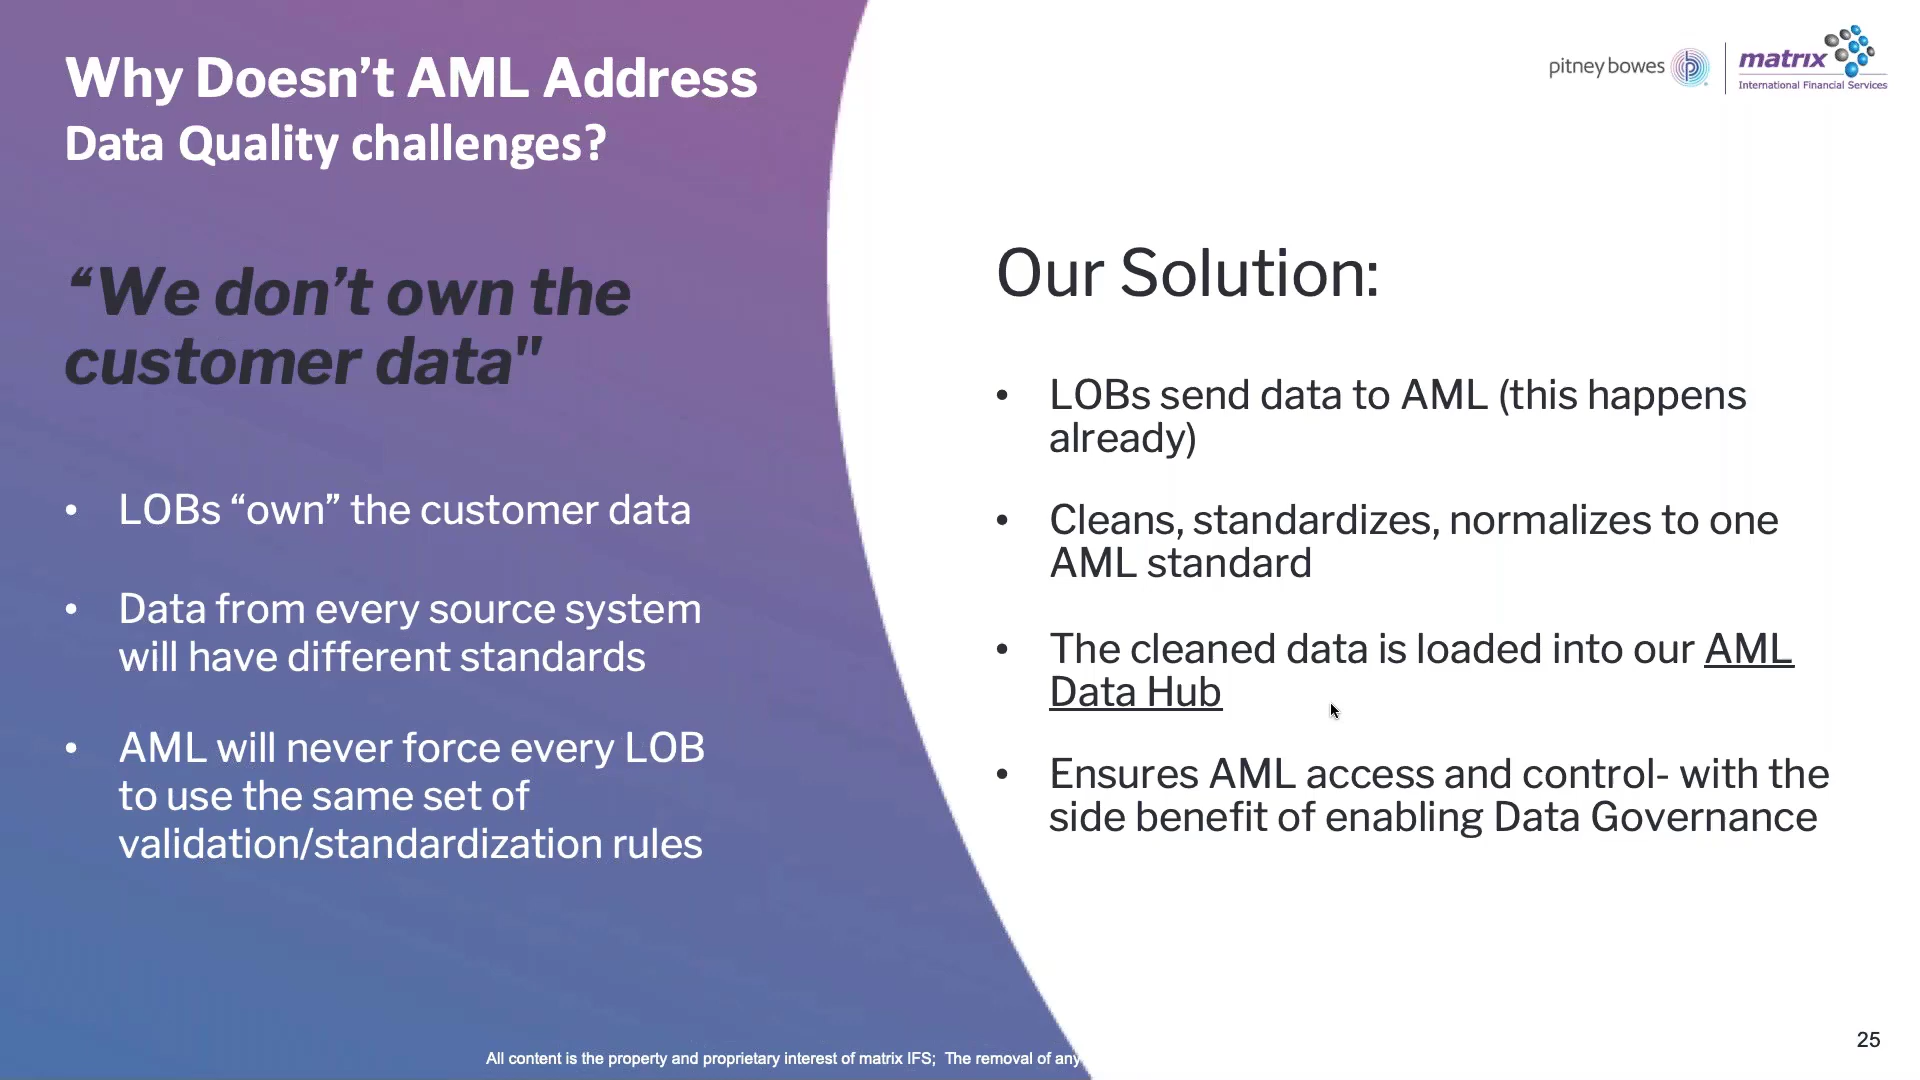 Why Doesn’t AML Address
Data Quality challenges?
“We don’t own the
customer data"
• LOBs “own” the customer data
• Data from every source system
will have different standards
• AML will never force every LOB
to use the same set of
validation/standardization rules
pitney bowes
matrix
International Financial Services
Our Solution:
• LOBs send data to AML (this happens
already)
• Cleans, standardizes, normalizes to one
AML standard
• The cleaned data is loaded into our AML
Data Hub
• Ensures AML access and control- with the
side benefit of enabling Data Governance
25
All content is the property and proprietary interest of matrix IFS; The removal of any